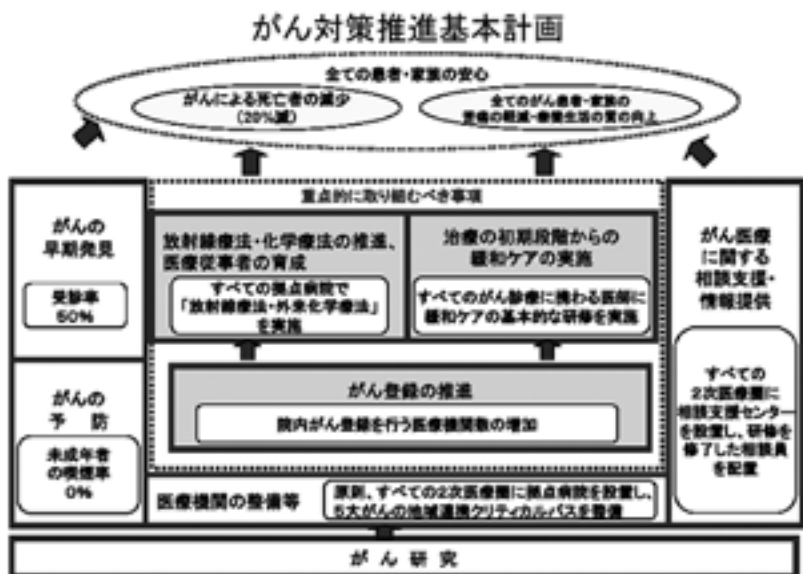 がん対策推進基本計画
全ての患者・家族の安心
がんによる死亡者の減少
(20%減)
全てのがん患者・家族の
苦痛の軽減・療養生活の質の向上
重点的に取り組むべき事項
がんの
早期発見
受診率
50%
がんの
予 防
未成年者
の喫煙率
0%
放射線療法・化学療法の推進、
医療従事者の育成
すべての拠点病院で
「放射線療法・外来化学療法」
を実施
治療の初期段階からの
緩和ケアの実施
すべてのがん診療に携わる医師に
緩和ケアの基本的な研修を実施
がん登録の推進
院内がん登録を行う医療機関数の増加
医療機関の整備等
原則、すべての2次医療圏に拠点病院を設置し、
5大がんの地域連携クリティカルパスを整備
がん医療
に関する
相談支援・
情報提供
すべての
2次医療圏に
相談支援センター
を設置し、研修を
修了した相談員
を配置
がん研究